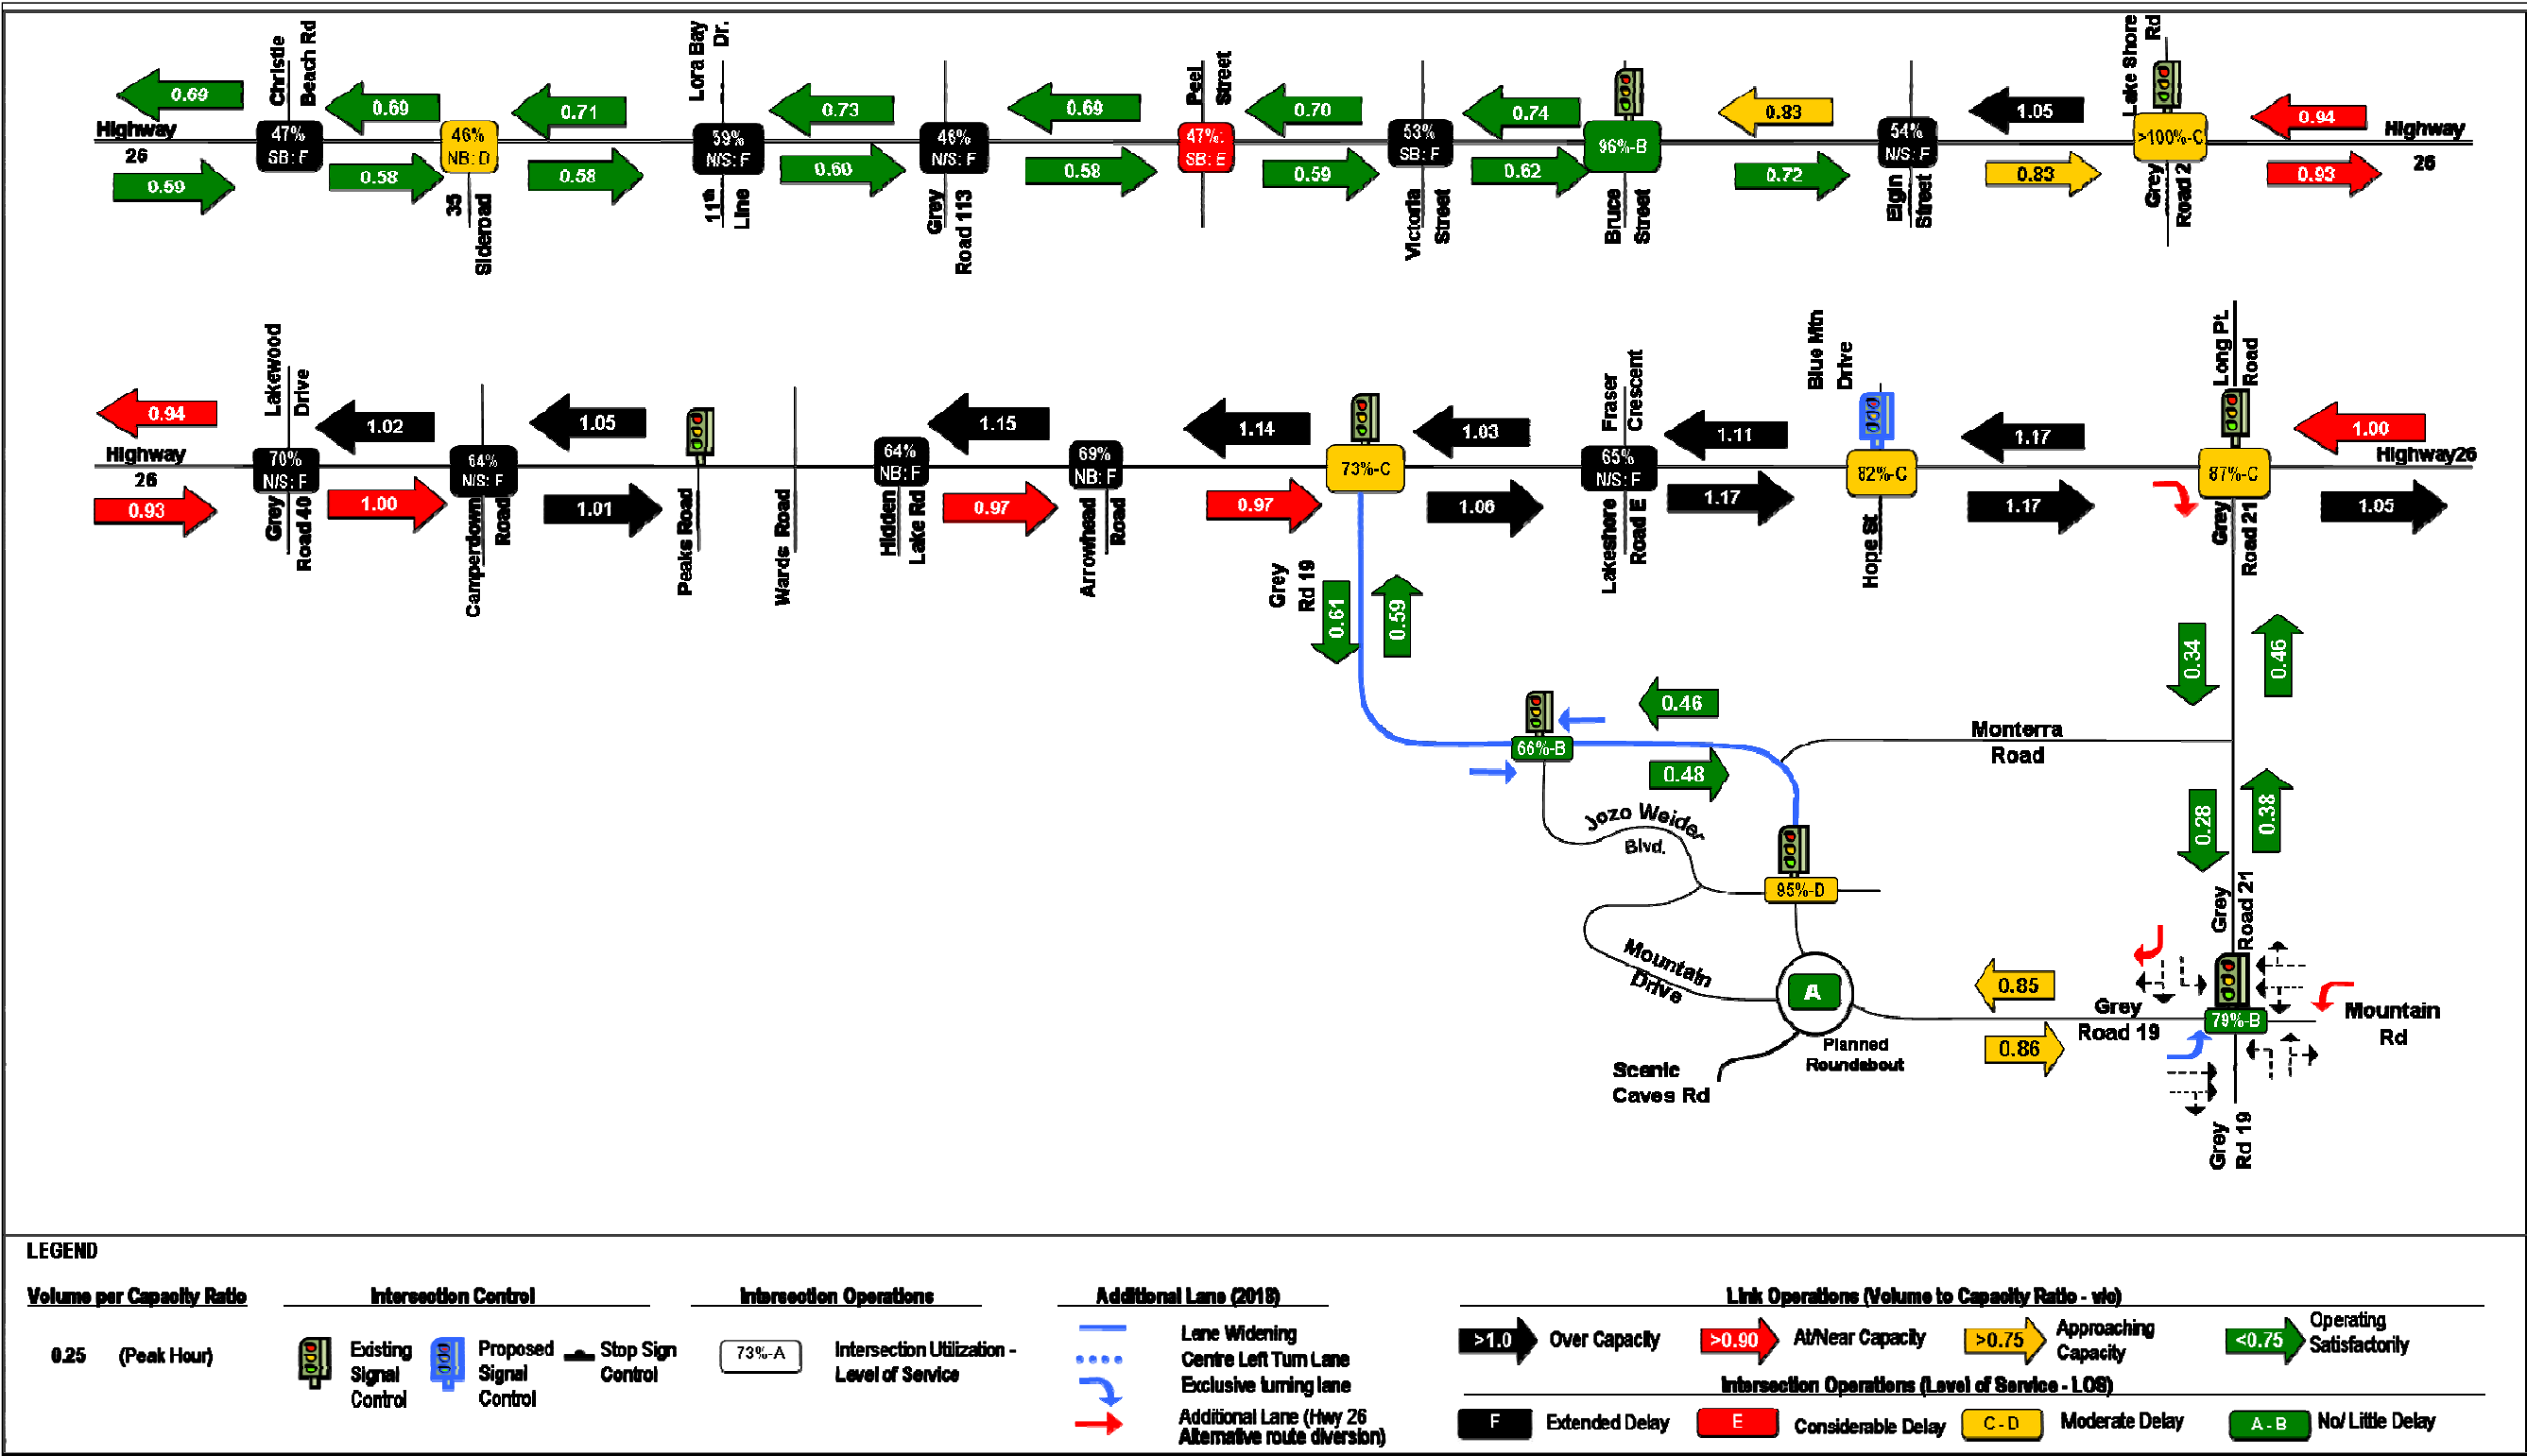 Christie
Beach Rd
Lora Bay
Dr.
Peel
Street
Lake Shore
Rd
0.69
0.69
0.71
0.73
0.69
0.70
0.74
0.83
1.05
0.94
Highway
26
47%
SB: F
46%
NB: D
59%
N/S: F
46%
N/S: F
47%:
SB: E
53%
SB: F
96%-B
54%
N/S: F
>100%-C
Highway
26
0.59
0.58
0.58
0.60
0.58
0.59
0.62
0.72
0.83
0.93
35
Sideroad
11th
Line
Grey
Road 113
Victoria
Street
Bruce
Street
Elgin
Street
Grey
Road 2
Lakewood
Drive
Fraser
Crescent
Blue Mtn
Drive
Long Pt.
Road
0.94
1.02
1.05
1.15
1.14
1.03
1.11
1.17
1.00
Highway
26
70%
N/S: F
64%
N/S: F
64%
NB: F
69%
NB: F
73%-C
65%
N/S: F
82%-C
87%-C
Highway26
0.93
1.00
1.01
0.97
0.97
1.06
1.17
1.17
1.05
Grey
Road 40
Camperdown
Road
Peaks Road
Wards Road
Hidden
Lake Rd
Arrowhead
Road
Lakeshore
Road E
Hope St.
Grey
Road 21
Grey
Rd 19
0.61
0.59
0.34
0.46
0.46
66%-B
0.48
Monterra
Road
0.28
0.38
Jozo Weider
Blvd.
95%-D
Grey
Road 21
Mountain
Drive
A
0.85
0.86
Grey
Road 19
79%-B
Mountain
Rd
Planned
Roundabout
Scenic
Caves Rd
Grey
Rd 19
LEGEND
Volume per Capacity Ratio
0.25 (Peak Hour)
Intersection Control
Existing
Signal
Control
Proposed
Signal
Control
Stop Sign
Control
Intersection Operations
73%-A
Intersection Utilization -
Level of Service
Additional Lane (2018)
Lane Widening
Centre Left Turn Lane
Exclusive turning lane
Additional Lane (Hwy 26
Alternative route diversion)
Link Operations (Volume to Capacity Ratio - v/c)
>1.0 Over Capacity
>0.90 At/Near Capacity
>0.75 Approaching
Capacity
<0.75 Operating
Satisfactorily
Intersection Operations (Level of Service - LOS)
F Extended Delay
E Considerable Delay
C - D Moderate Delay
A - B No/ Little Delay